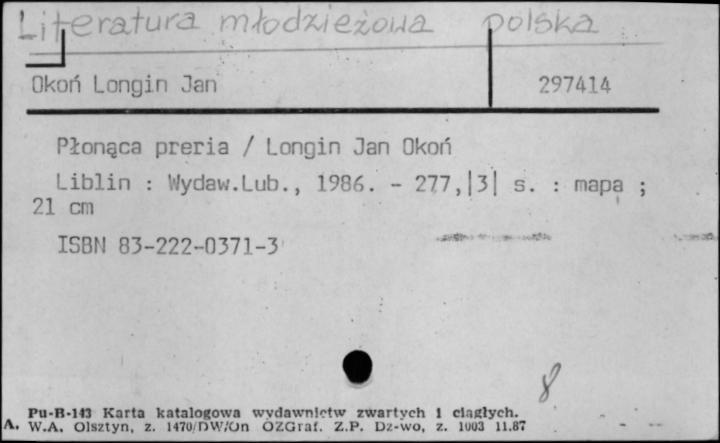 Literatura młodzieżowa polska
Okoń Longin Jan 297414
Płonąca preria / Longin Jan Okoń
Liblin : Wydaw.Lub., 1986. - 277,|3| s. : mapa ;
21 cm
ISBN 83-222-0371-3
8
Pu-B-143 Karta katalogowa wydawnictw zwartych i ciągłych.
A. W.A. Olsztyn, z. 1470/DW/On OZGraf. Z.P. Dz-wo, z. 1003 11.87